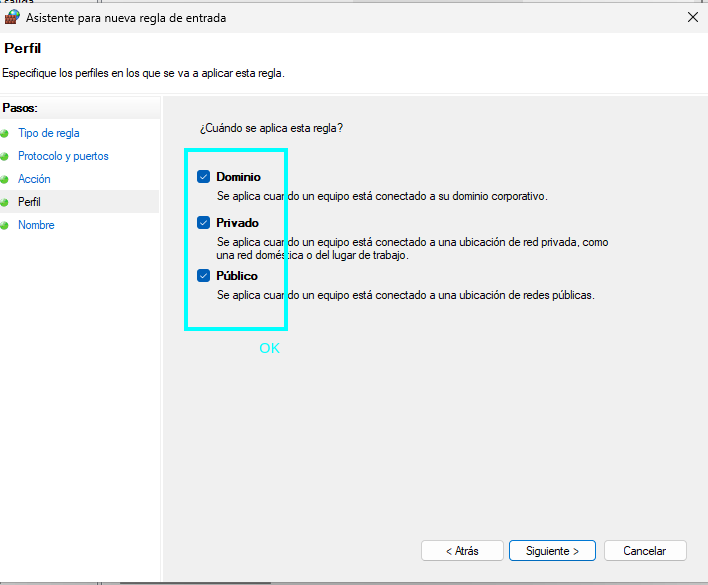 Asistente para nueva regla de entrada
Perfil
Especifique los perfiles en los que se va a aplicar esta regla.
Pasos:
Tipo de regla
Protocolo y puertos
Acción
Perfil
Nombre
¿Cuándo se aplica esta regla?
Dominio
Se aplica cuando un equipo está conectado a su dominio corporativo.
Privado
Se aplica cuando un equipo está conectado a una ubicación de red privada, como
una red doméstica o del lugar de trabajo.
Público
Se aplica cuando un equipo está conectado a una ubicación de redes públicas.
OK
< Atrás
Siguiente >
Cancelar